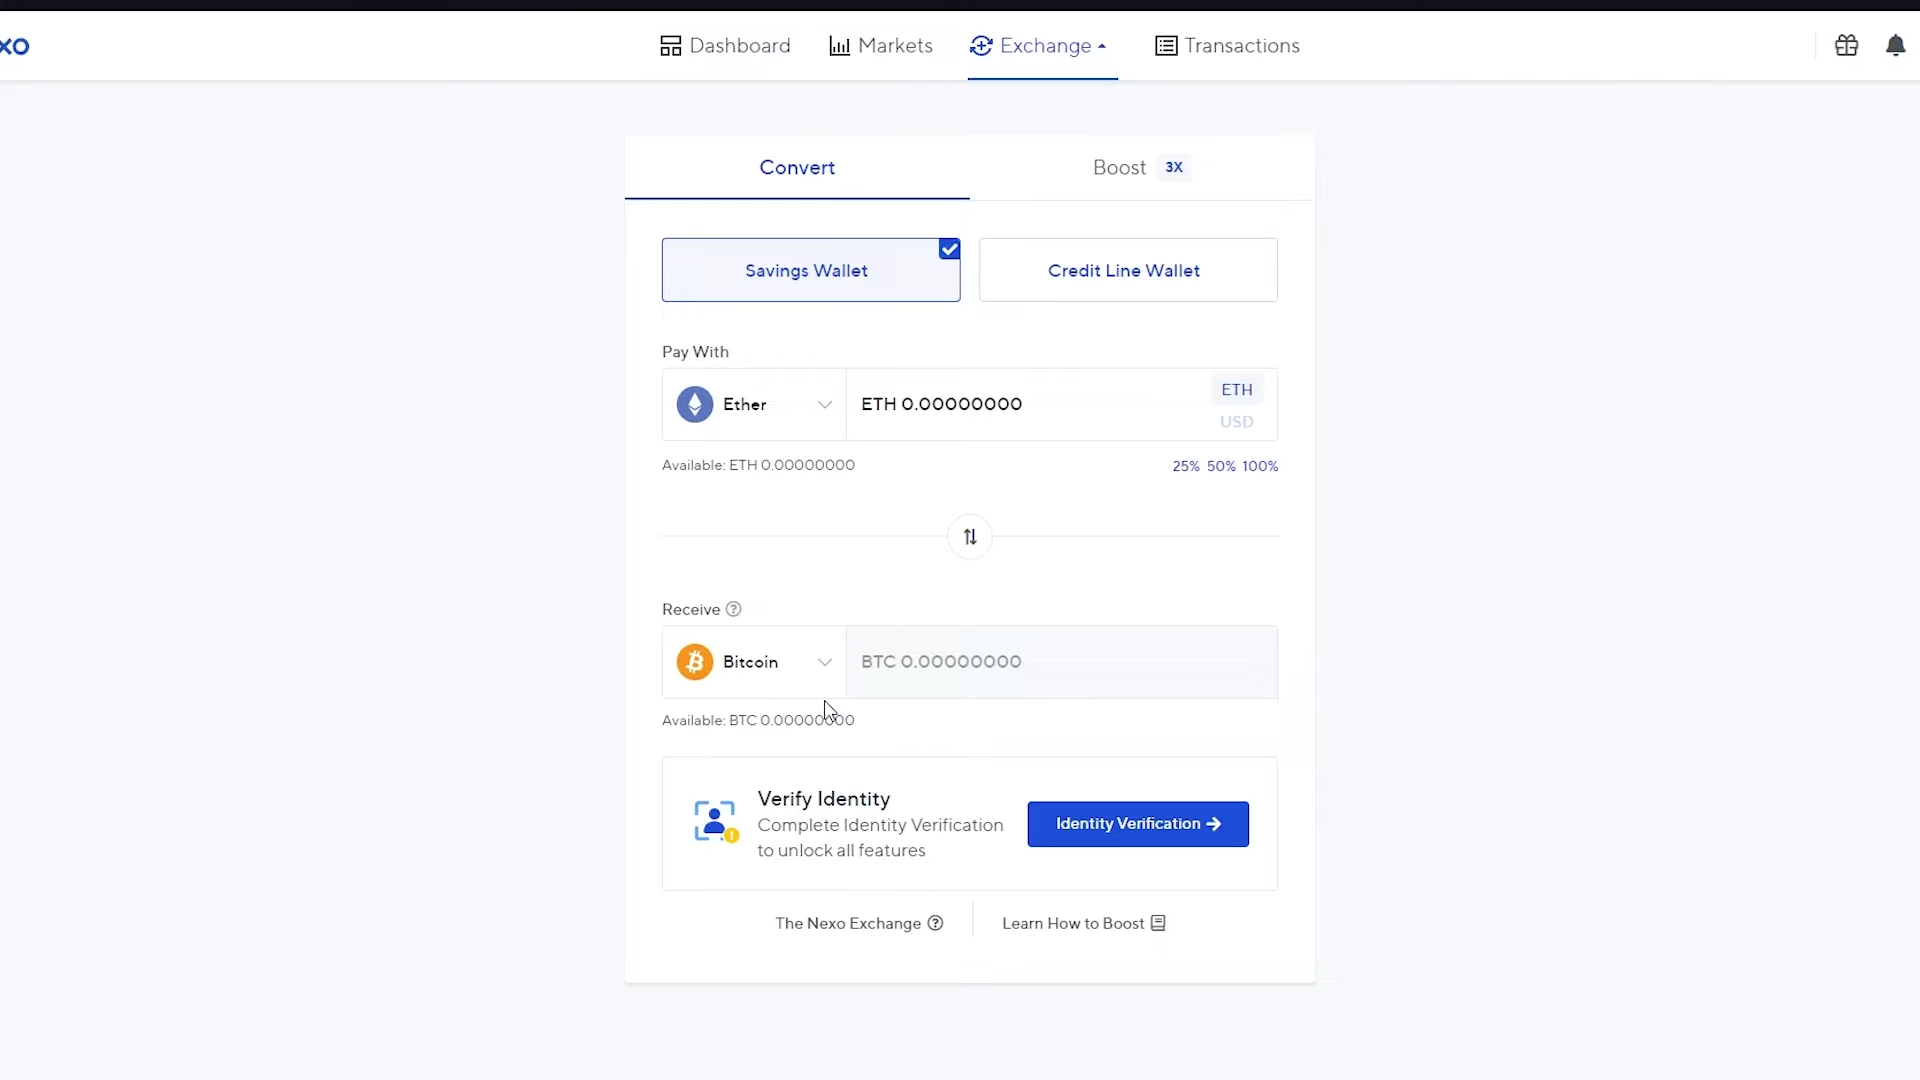 xo
Dashboard
Markets
Exchange
Transactions
Convert
Boost 3X
Savings Wallet
Credit Line Wallet
Pay With
Ether
ETH 0.00000000
ETH
USD
Available: ETH 0.00000000
25% 50% 100%
Receive
Bitcoin
BTC 0.00000000
Available: BTC 0.00000000
Verify Identity
Complete Identity Verification
to unlock all features
Identity Verification →
The Nexo Exchange
Learn How to Boost